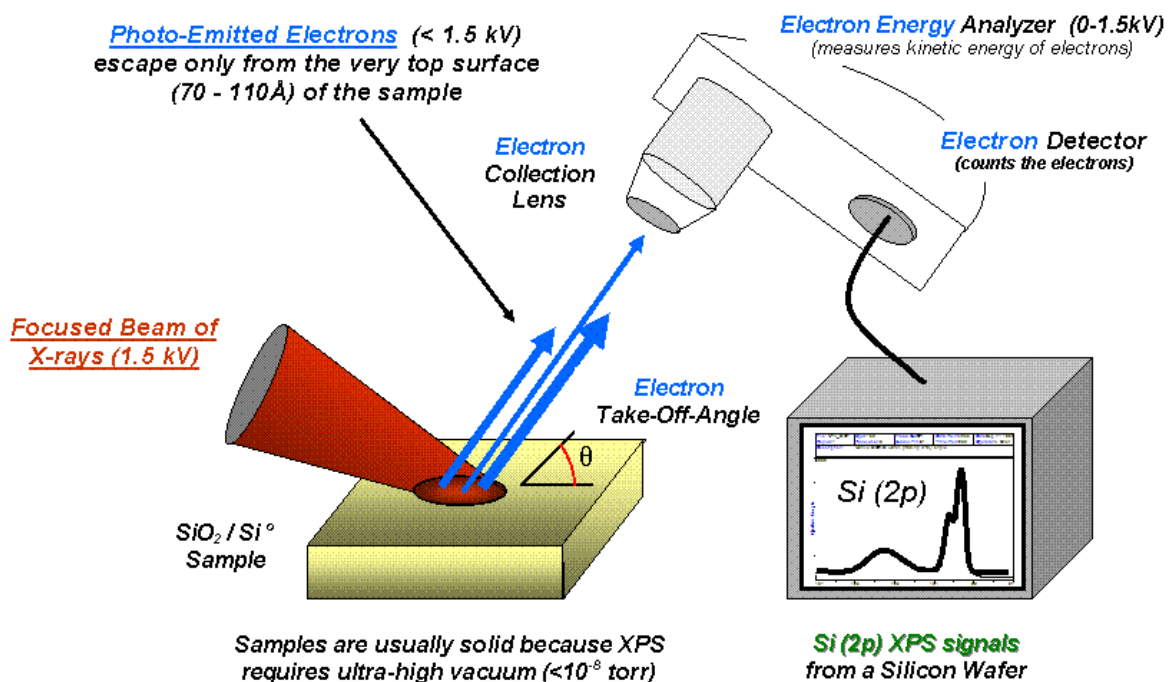 Photo-Emitted Electrons (< 1.5 kV)
escape only from the very top surface
(70 - 110Å) of the sample
Electron Energy Analyzer (0-1.5kV)
(measures kinetic energy of electrons)
Electron Detector
(counts the electrons)
Electron
Collection
Lens
Focused Beam of
X-rays (1.5 kV)
Electron
Take-Off-Angle
θ
Si (2p)
SiO₂ / Si°
Sample
Samples are usually solid because XPS
requires ultra-high vacuum (<10⁻⁸ torr)
Si (2p) XPS signals
from a Silicon Wafer